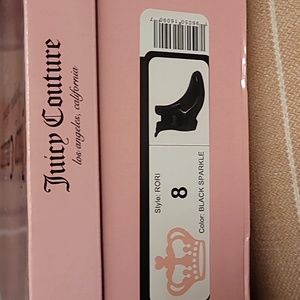 Juicy Couture
los angeles, california
Style: RORI
8
Color: BLACK SPARKLE